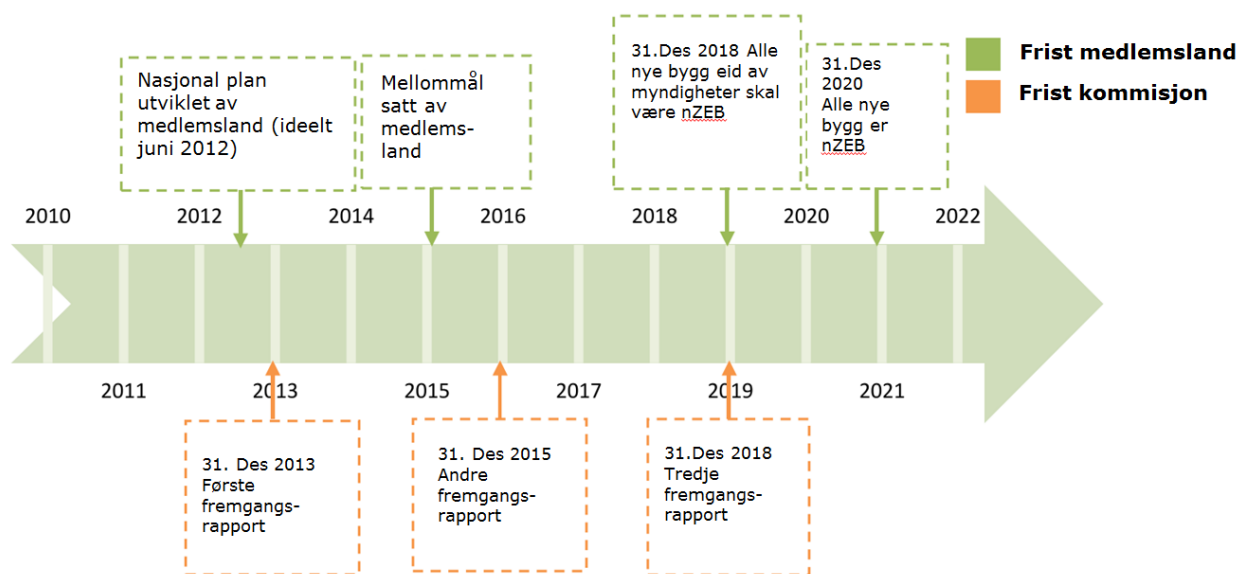 Nasjonal plan
utviklet av
medlemsland (ideelt
juni 2012)
Mellommål
satt av
medlems-
land
31.Des 2018 Alle
nye bygg eid av
myndigheter skal
være nZEB
31.Des
2020
Alle nye
bygg er
nZEB
Frist medlemsland
Frist kommisjon
2010 2012 2014 2016 2018 2020 2022
2011 2013 2015 2017 2019 2021
31. Des 2013
Første
fremgangs-
rapport
31. Des 2015
Andre
fremgangs-
rapport
31.Des 2018
Tredje
fremgangs-
rapport